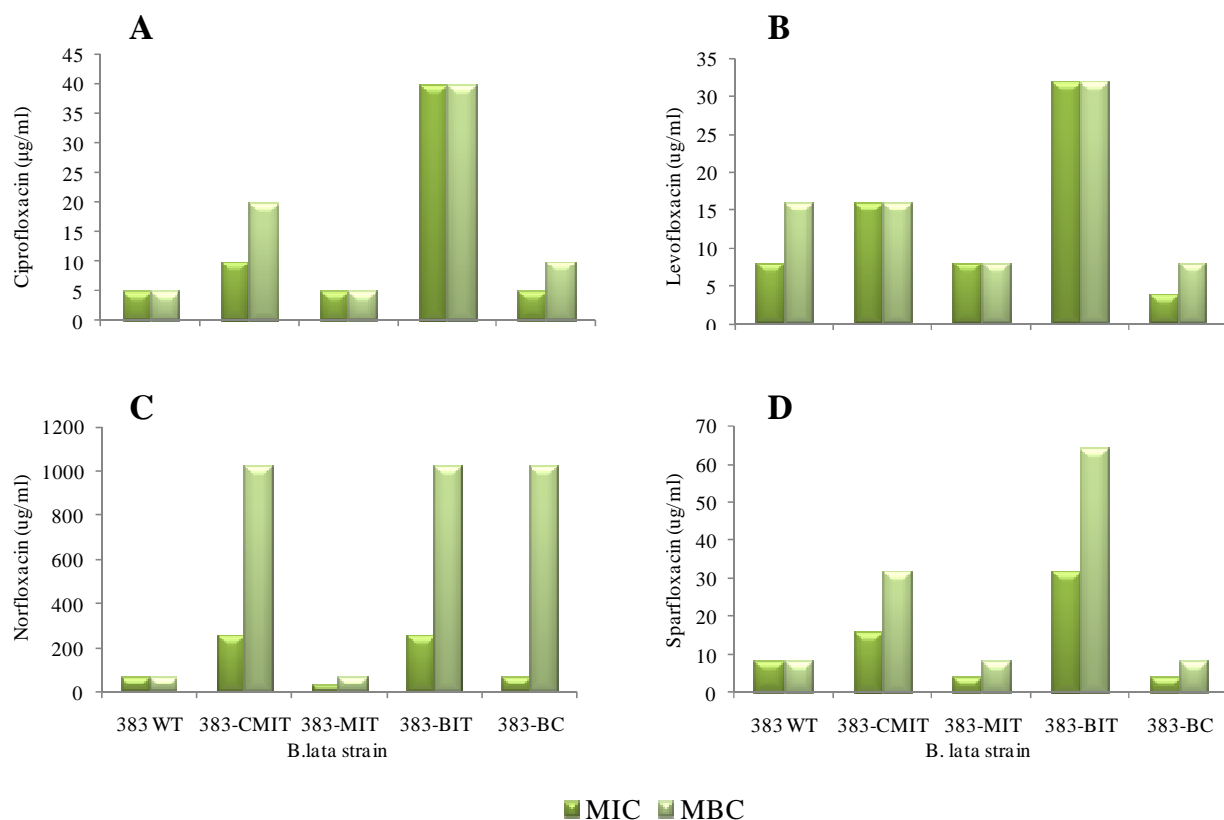 A
Ciprofloxacin (µg/ml)
45
40
35
30
25
20
15
10
5
0
B
Levofloxacin (ug/ml)
35
30
25
20
15
10
5
0
C
Norfloxacin (ug/ml)
1200
1000
800
600
400
200
0
383 WT 383-CMIT 383-MIT 383-BIT 383-BC
B.lata strain
D
Sparfloxacin (ug/ml)
70
60
50
40
30
20
10
0
383 WT 383-CMIT 383-MIT 383-BIT 383-BC
B. lata strain
MIC MBC